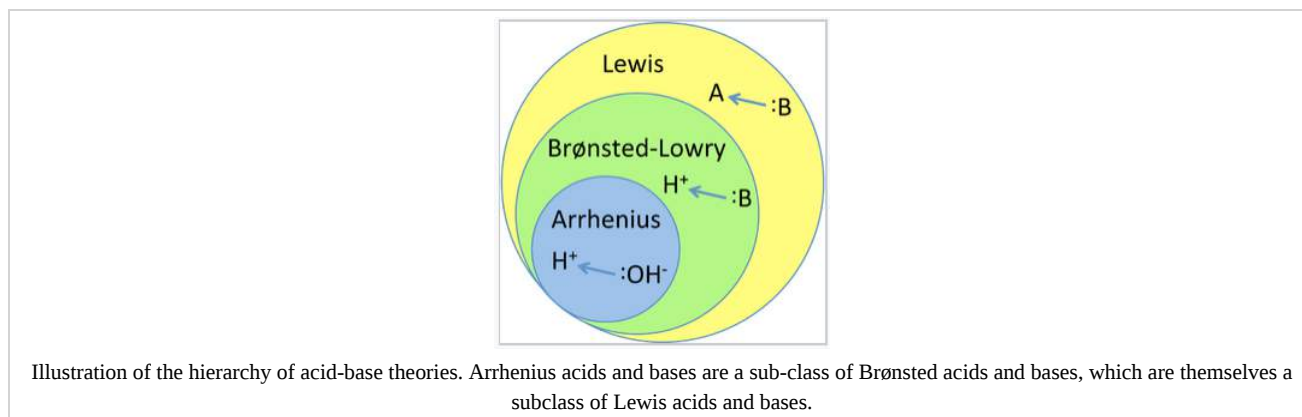 Lewis
A :B
Brønsted-Lowry
H⁺ :B
Arrhenius
H⁺ :OH⁻
Illustration of the hierarchy of acid-base theories. Arrhenius acids and bases are a sub-class of Brønsted acids and bases, which are themselves a
subclass of Lewis acids and bases.